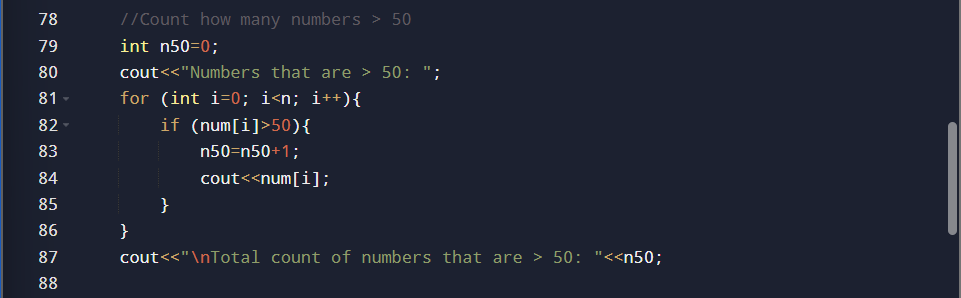 78 //Count how many numbers > 50
79 int n50=0;
80 cout<<"Numbers that are > 50: ";
81 for (int i=0; i<n; i++){
82     if (num[i]>50){
83         n50=n50+1;
84         cout<<num[i];
85     }
86 }
87 cout<<"\nTotal count of numbers that are > 50: "<<n50;
88